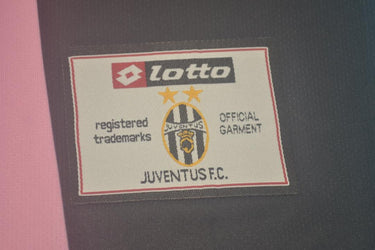 lotto
JUVENTUS
registered
trademarks
OFFICIAL
GARMENT
JUVENTUS F.C.